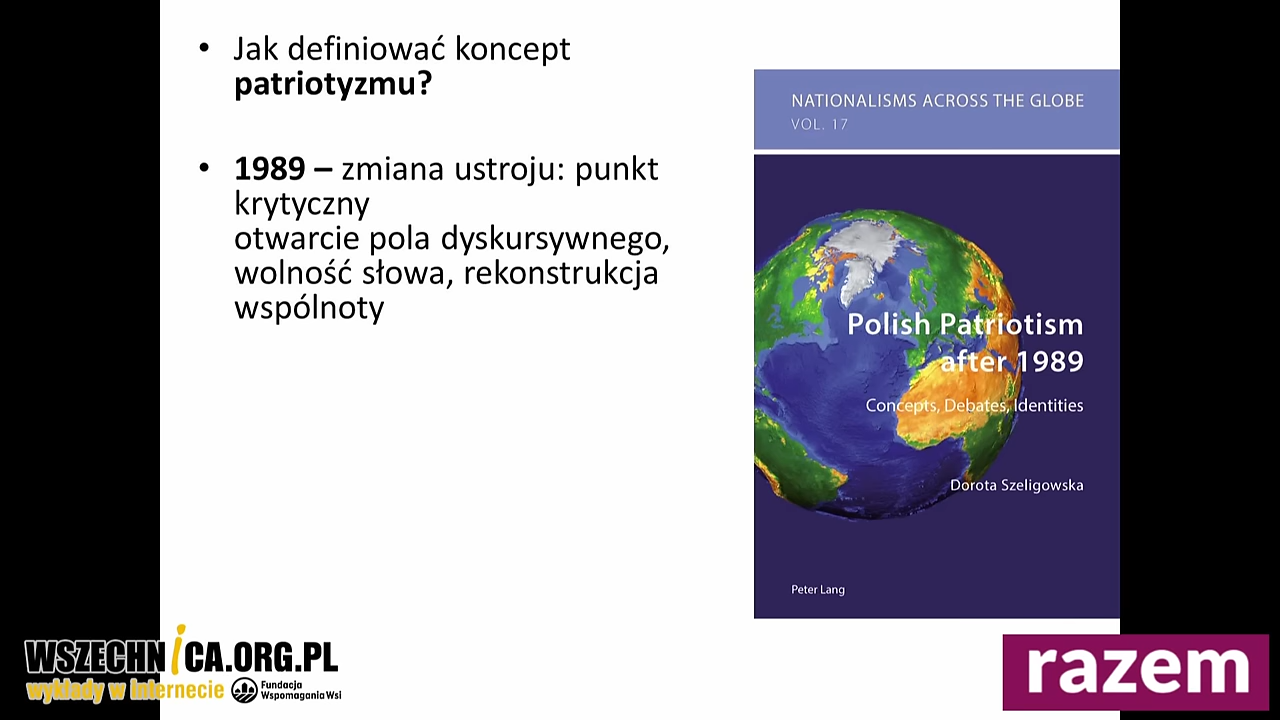 • Jak definiować koncept
patriotyzmu?
• 1989 – zmiana ustroju: punkt
krytyczny
otwarcie pola dyskursywnego,
wolność słowa, rekonstrukcja
wspólnoty
NATIONALISMS ACROSS THE GLOBE
VOL. 17
Polish Patriotism
after 1989
Concepts, Debates, Identities
Dorota Szeligowska
Peter Lang
WSZECHNICA.ORG.PL
wykłady w internecie
Fundacja
Wspomagania Wsi
razem